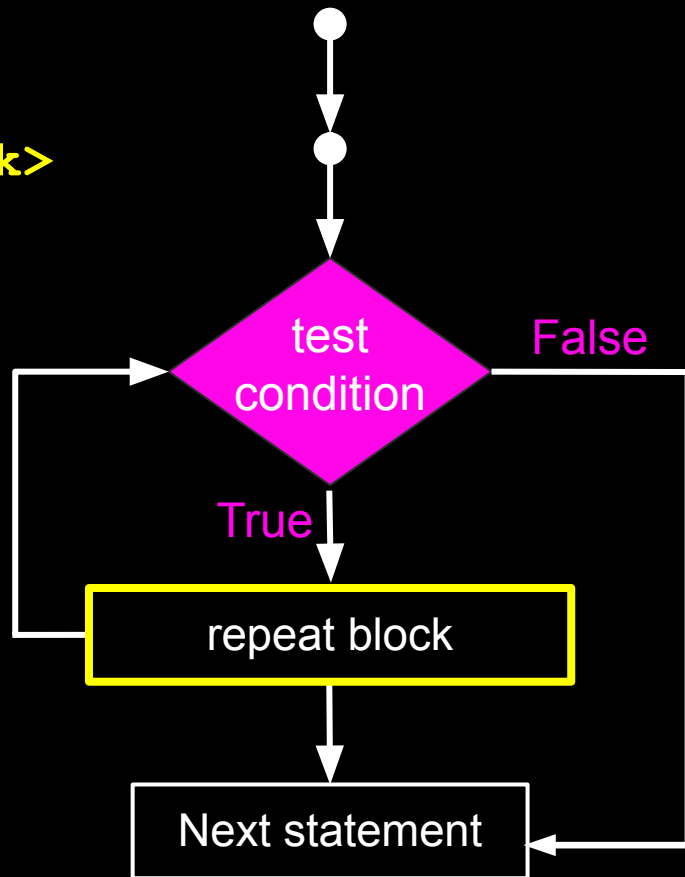 k>
test
condition
False
True
repeat block
Next statement